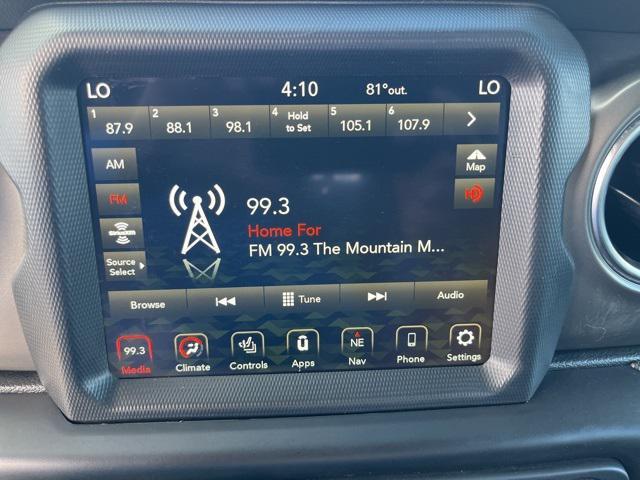 LO 4:10 81°out. LO
1 87.9 2 88.1 3 98.1 4 Hold to Set 5 105.1 6 107.9
AM
Map
FM
99.3
HD
Home For
SiriusXM
FM 99.3 The Mountain M...
Source Select
Browse Tune Audio
99.3 NE
Media Climate Controls Apps Nav Phone Settings